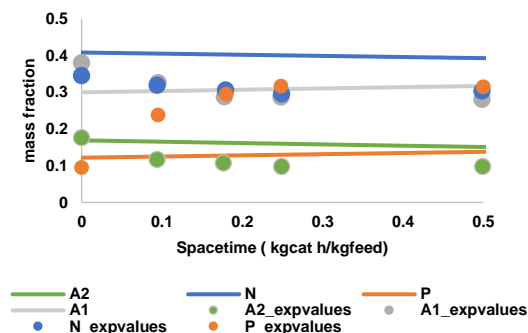 0.5
0.4
0.3
0.2
0.1
0
mass fraction
0 0.1 0.2 0.3 0.4 0.5
Spacetime ( kgcat h/kgfeed)
A2 N P
A1 A2_expvalues A1_expvalues
N_expvalues P_expvalues